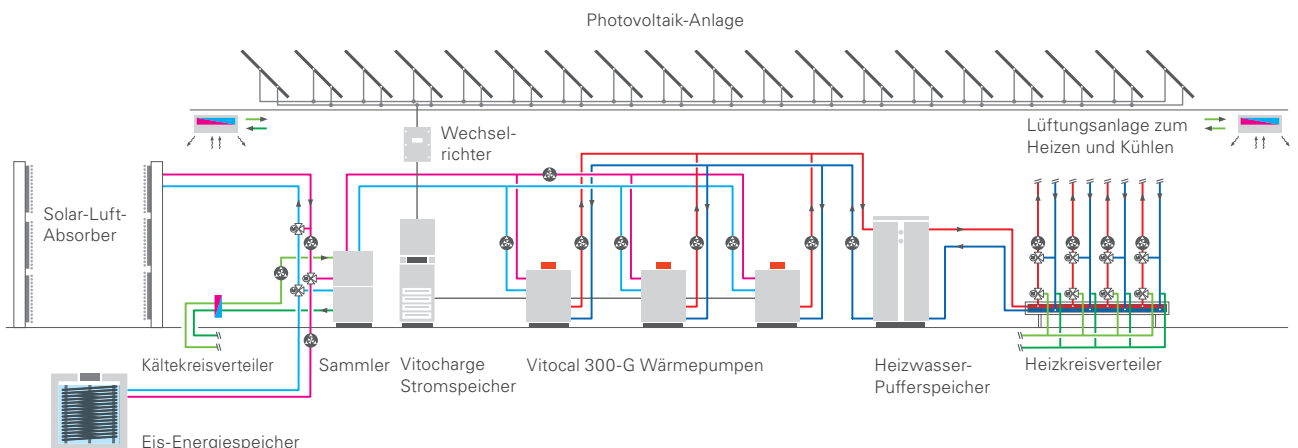 Photovoltaik-Anlage
Wechsel-
richter
Lüftungsanlage zum
Heizen und Kühlen
Solar-Luft-
Absorber
Kältekreisverteiler
Sammler
Vitocharge
Stromspeicher
Vitocal 300-G Wärmepumpen
Heizwasser-
Pufferspeicher
Heizkreisverteiler
Eis-Energiespeicher